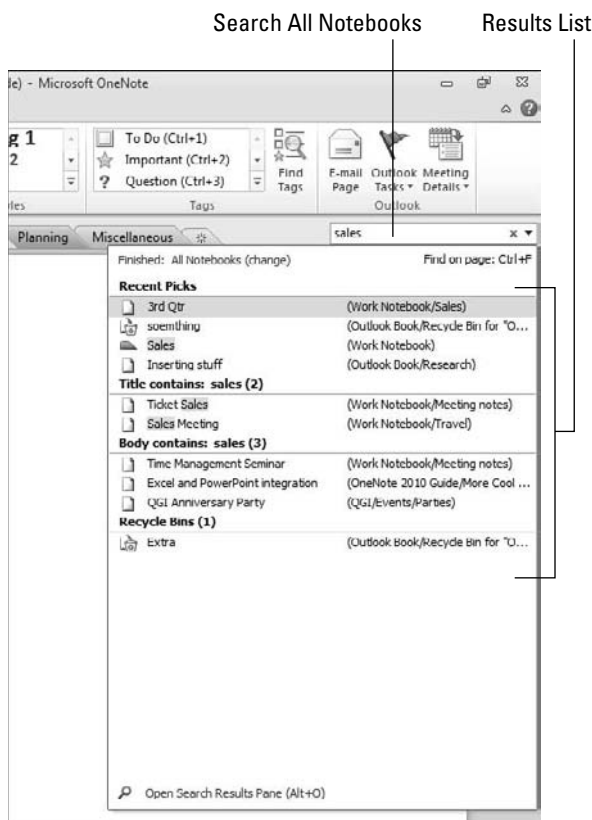 Search All Notebooks Results List
le) - Microsoft OneNote
g 1 To Do (Ctrl+1)
2 Important (Ctrl+2)
? Question (Ctrl+3)
Find Tags
E-mail Page
Outlook Tasks
Meeting Details
les Tags Outlook
Planning Miscellaneous sales x
Finished: All Notebooks (change) Find on page: Ctrl+F
Recent Picks
3rd Qtr (Work Notebook/Sales)
soemthing (Outlook Book/Recycle Bin for "O...
Sales (Work Notebook)
Inserting stuff (Outlook Book/Research)
Title contains: sales (2)
Ticket Sales (Work Notebook/Meeting notes)
Sales Meeting (Work Notebook/Travel)
Body contains: sales (3)
Time Management Seminar (Work Notebook/Meeting notes)
Excel and PowerPoint integration (OneNote 2010 Guide/More Cool ...
QGI Anniversary Party (QGI/Events/Parties)
Recycle Bins (1)
Extra (Outlook Book/Recycle Bin for "O...
Open Search Results Pane (Alt+O)